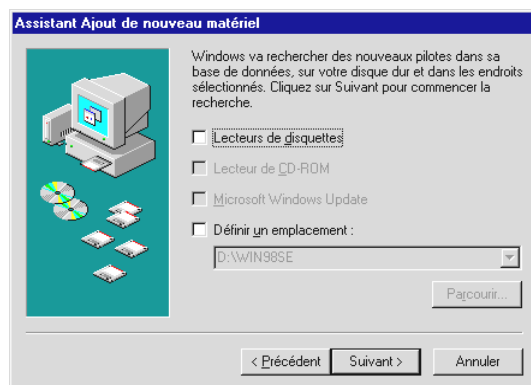 Assistant Ajout de nouveau matériel
Windows va rechercher des nouveaux pilotes dans sa
base de données, sur votre disque dur et dans les endroits
sélectionnés. Cliquez sur Suivant pour commencer la
recherche.
Lecteurs de disquettes
Lecteur de CD-ROM
Microsoft Windows Update
Définir un emplacement :
D:\WIN98SE
Parcourir...
< Précédent
Suivant >
Annuler